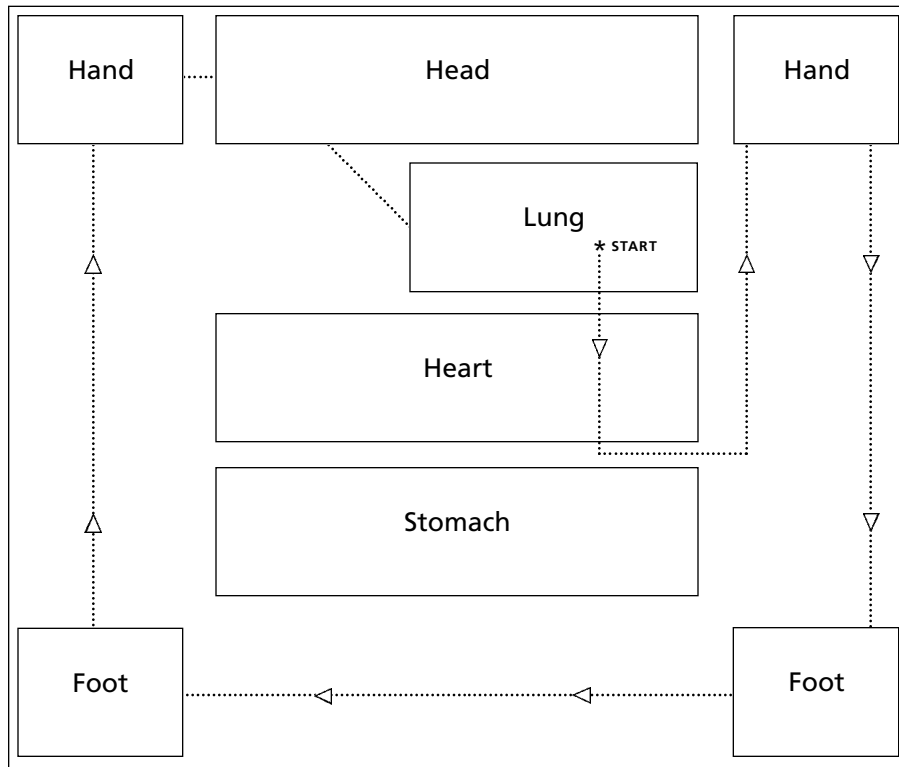 Hand
Head
Hand
Lung
* START
Heart
Stomach
Foot
Foot